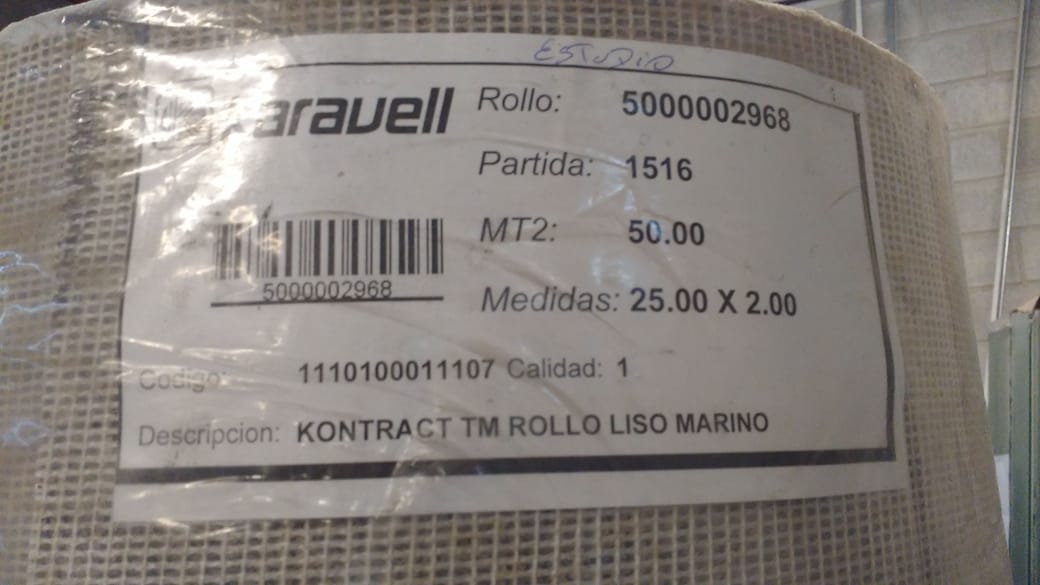 ESTUDIO
Rollo: 5000002968
Partida: 1516
MT2: 50.00
5000002968
Medidas: 25.00 X 2.00
Codigo: 1110100011107 Calidad: 1
Descripcion: KONTRACT TM ROLLO LISO MARINO